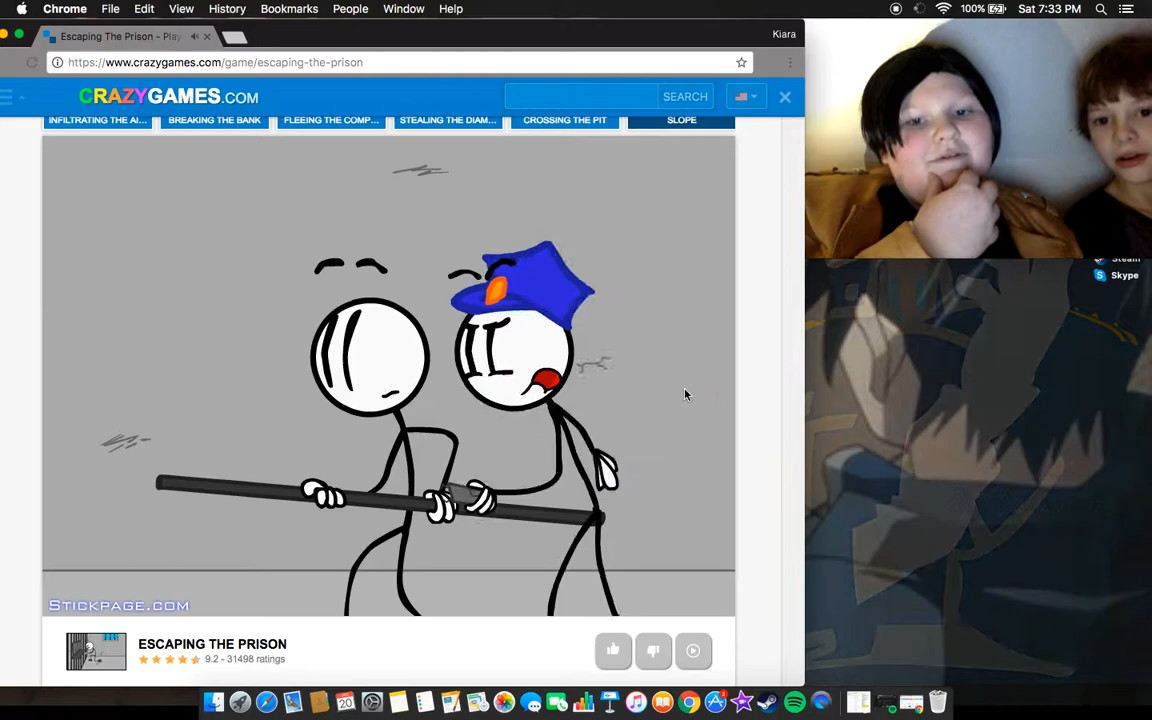 Chrome File Edit View History Bookmarks People Window Help 100% Sat 7:33 PM
Escaping The Prison - Play Kiara
https://www.crazygames.com/game/escaping-the-prison
CRAZYGAMES.COM SEARCH
INFILTRATING THE AI... BREAKING THE BANK FLEEING THE COMP... STEALING THE DIAM... CROSSING THE PIT SLOPE
Steam
Skype
STICKPAGE.COM
ESCAPING THE PRISON
9.2 - 31498 ratings
20